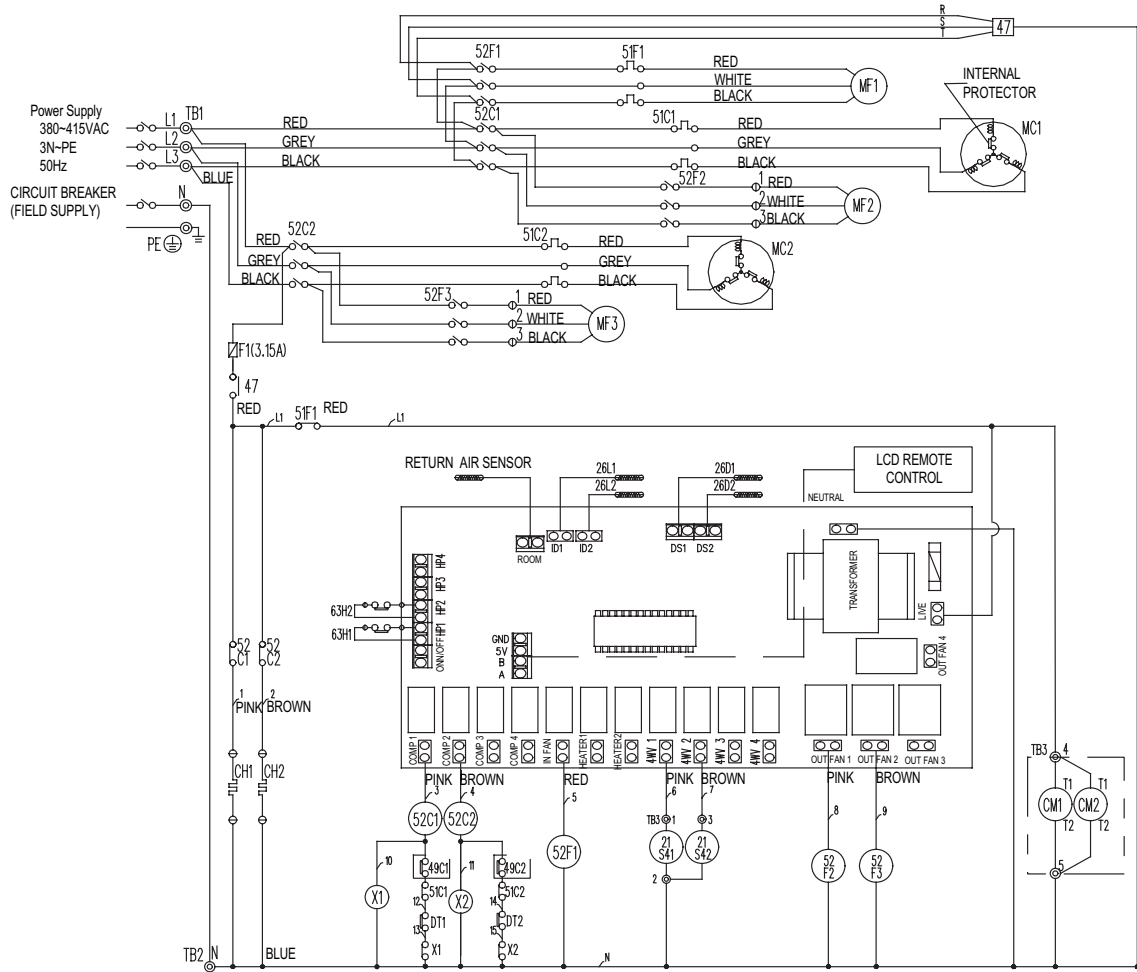 R
S
T
47
52F1
51F1
RED
WHITE
BLACK
MF1
INTERNAL
PROTECTOR
Power Supply
380~415VAC
3N~PE
50Hz
L1
TB1
L2
L3
RED
GREY
BLACK
BLUE
52C1
51C1
RED
GREY
BLACK
MC1
CIRCUIT BREAKER
(FIELD SUPPLY)
N
PE
52F2
1 RED
2 WHITE
3 BLACK
MF2
RED
GREY
BLACK
52C2
51C2
RED
GREY
BLACK
MC2
52F3
1 RED
2 WHITE
3 BLACK
MF3
F1(3.15A)
47
RED
L1
51F1
RED
L1
RETURN AIR SENSOR
26L1
26L2
26D1
26D2
NEUTRAL
LCD REMOTE
CONTROL
ROOM
ID1
ID2
DS1
DS2
TRANSFORMER
LIVE
OUT FAN 4
HP4
HP3
HP2
HP1
ONN/OFF
63H2
63H1
GND
5V
B
A
52
C1
52
C2
1
PINK
2
BROWN
CH1
CH2
COMP 1
COMP 2
COMP 3
COMP 4
IN FAN
HEATER1
HEATER2
4WV 1
4WV 2
4WV 3
4WV 4
OUT FAN 1
OUT FAN 2
OUT FAN 3
PINK
BROWN
RED
PINK
BROWN
PINK
BROWN
3
4
5
6
7
8
9
52C1
52C2
52F1
TB3
1
3
21
S41
21
S42
2
52
F2
52
F3
TB3
4
T1
T1
CM1
CM2
T2
T2
5
10
49C1
51C1
12
DT1
13
X1
X1
11
49C2
51C2
14
DT2
15
X2
X2
TB2
N
BLUE
N